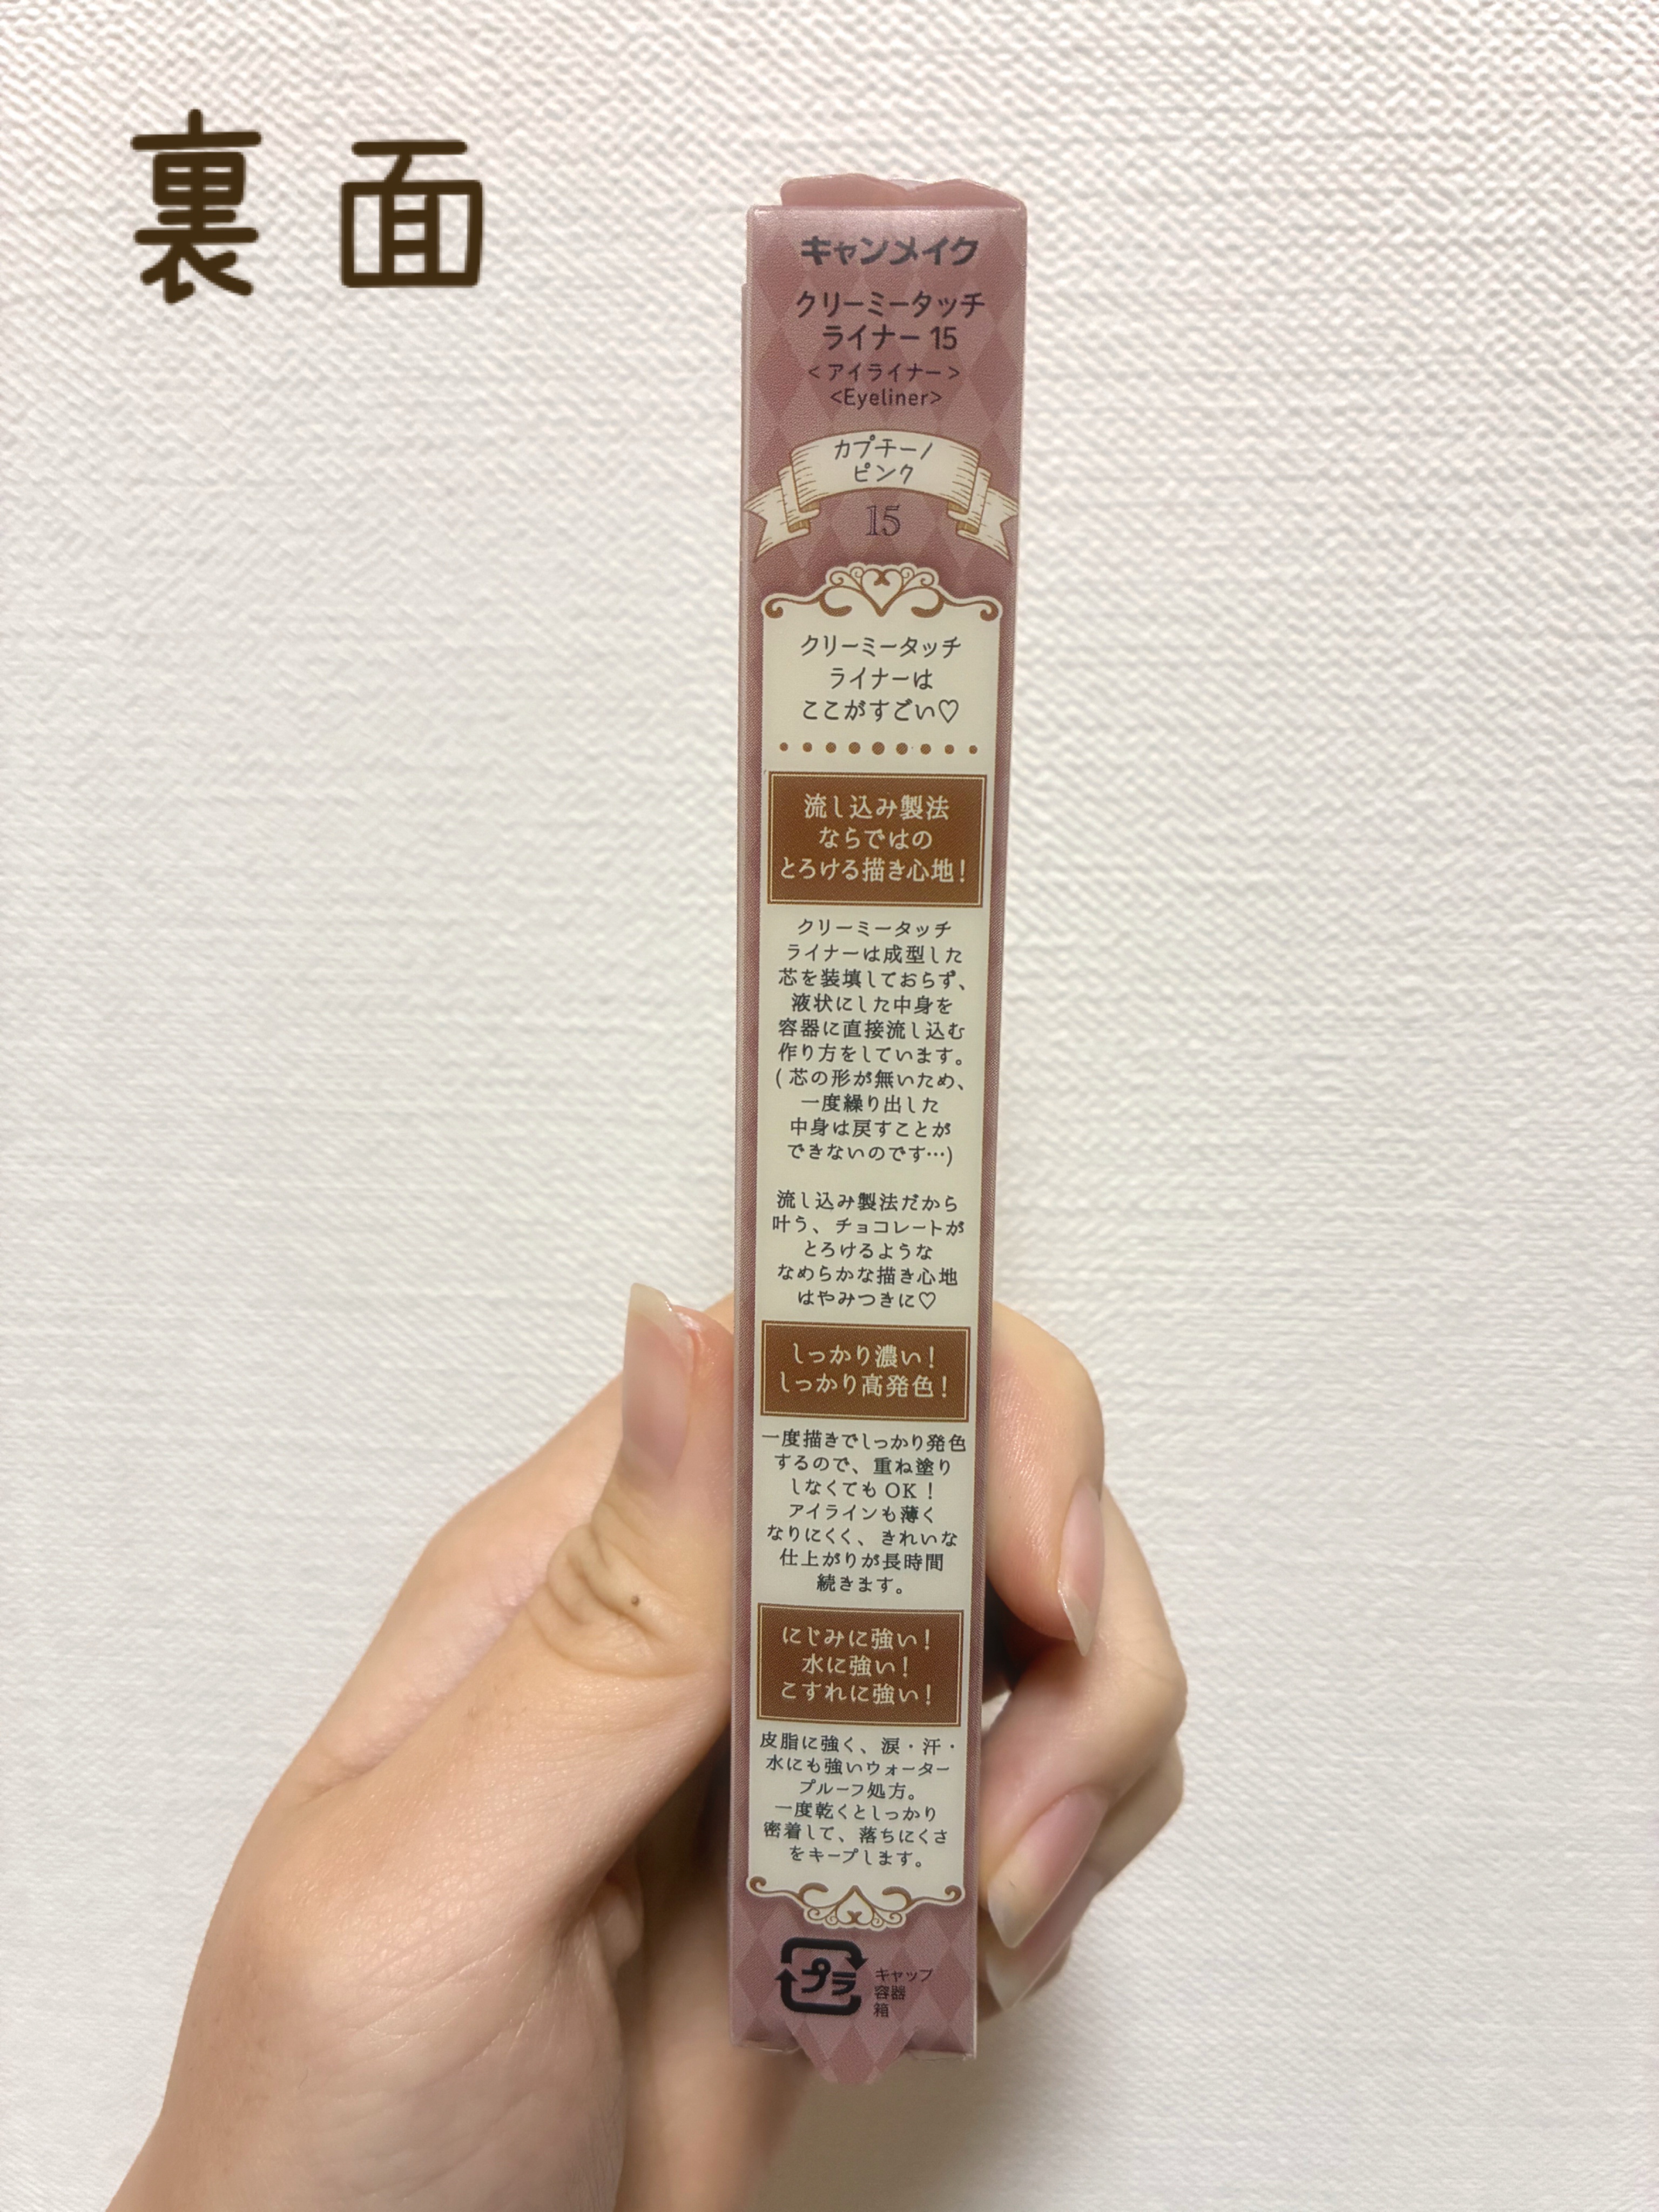 裏面
キャンメイク
クリーミータッチ
ライナー 15
<アイライナー>
<Eyeliner>
カプチーノ
ピンク
15
クリーミータッチ
ライナーは
ここがすごい♡
流し込み製法
ならではの
とろける描き心地!
クリーミータッチ
ライナーは成型した
芯を装填しておらず、
液状にした中身を
容器に直接流し込む
作り方をしています。
(芯の形が無いため、
一度繰り出した
中身は戻すことが
できないのです…)
流し込み製法だから
叶う、チョコレートが
とろけるような
なめらかな描き心地
はやみつきに♡
しっかり濃い!
しっかり高発色!
一度描きでしっかり発色
するので、重ね塗り
しなくてもOK!
アイラインも薄く
なりにくく、きれいな
仕上がりが長時間
続きます。
にじみに強い!
水に強い!
こすれに強い!
皮脂に強く、涙・汗・
水にも強いウォーター
プルーフ処方。
一度乾くとしっかり
密着して、落ちにくさ
をキープします。
プラ
キャップ
容器
箱